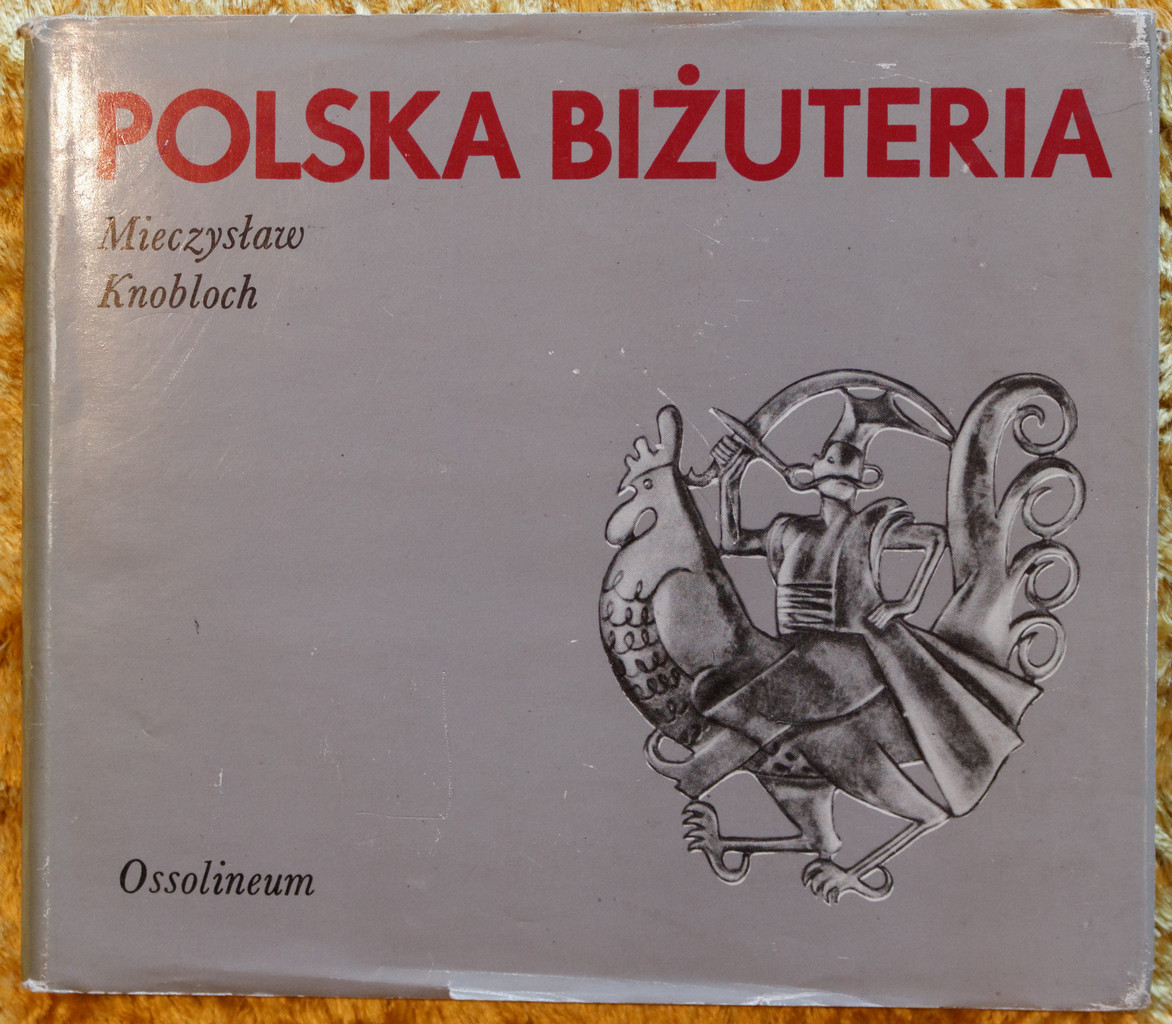 POLSKA BIŻUTERIA
Mieczysław
Knobloch
Ossolineum